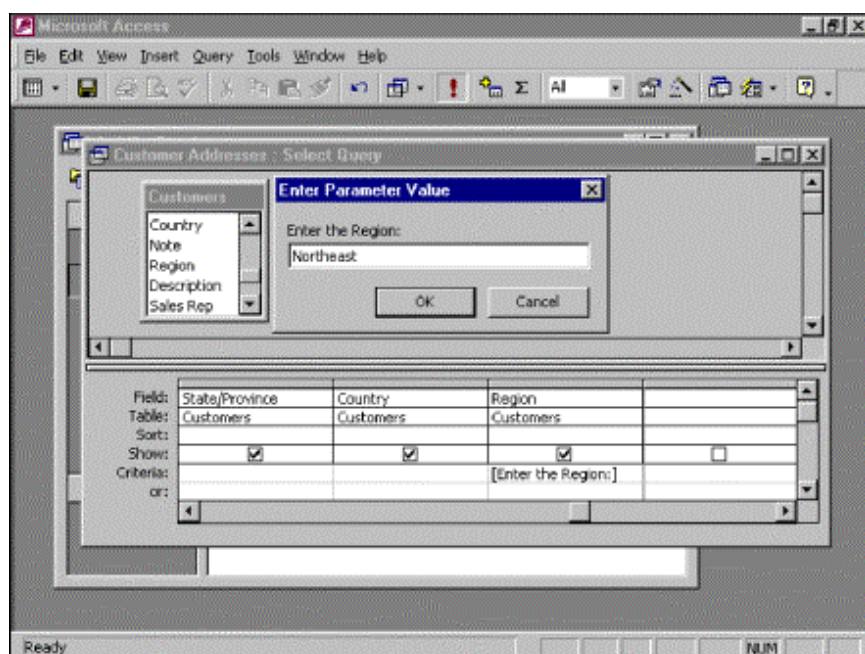 Microsoft Access
File Edit View Insert Query Tools Window Help
All
Customer Addresses : Select Query
Customers
Country
Note
Region
Description
Sales Rep
Enter Parameter Value
Enter the Region:
Northeast
OK Cancel
Field: State/Province Country Region
Table: Customers Customers Customers
Sort:
Show:
Criteria: [Enter the Region:]
or:
Ready NUM